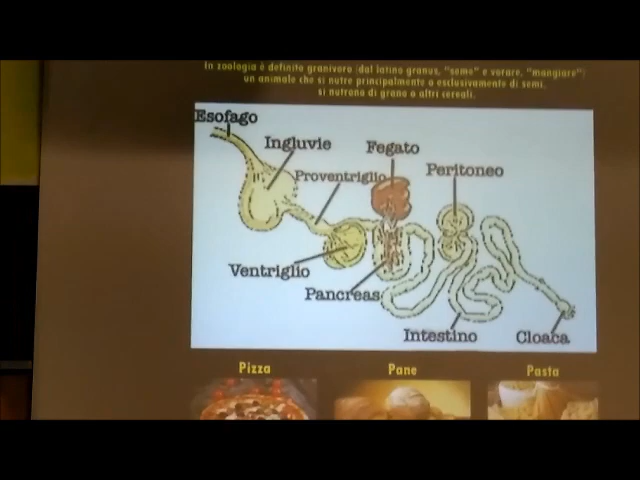 In zoologia è definito granivoro (dal latino granus, "seme" e vorare, "mangiare")
un animale che si nutre principalmente o esclusivamente di semi.
si nutrono di grano o altri cereali.
Esofago
Ingluvie
Fegato
Proventriglio
Peritoneo
Ventriglio
Pancreas
Intestino
Cloaca
Pizza
Pane
Pasta